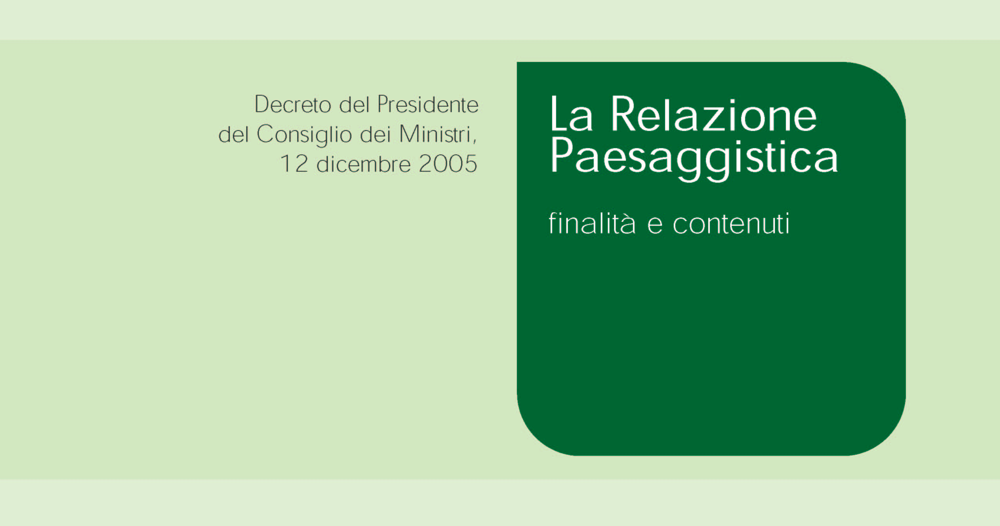 Decreto del Presidente
del Consiglio dei Ministri,
12 dicembre 2005
La Relazione
Paesaggistica
finalità e contenuti